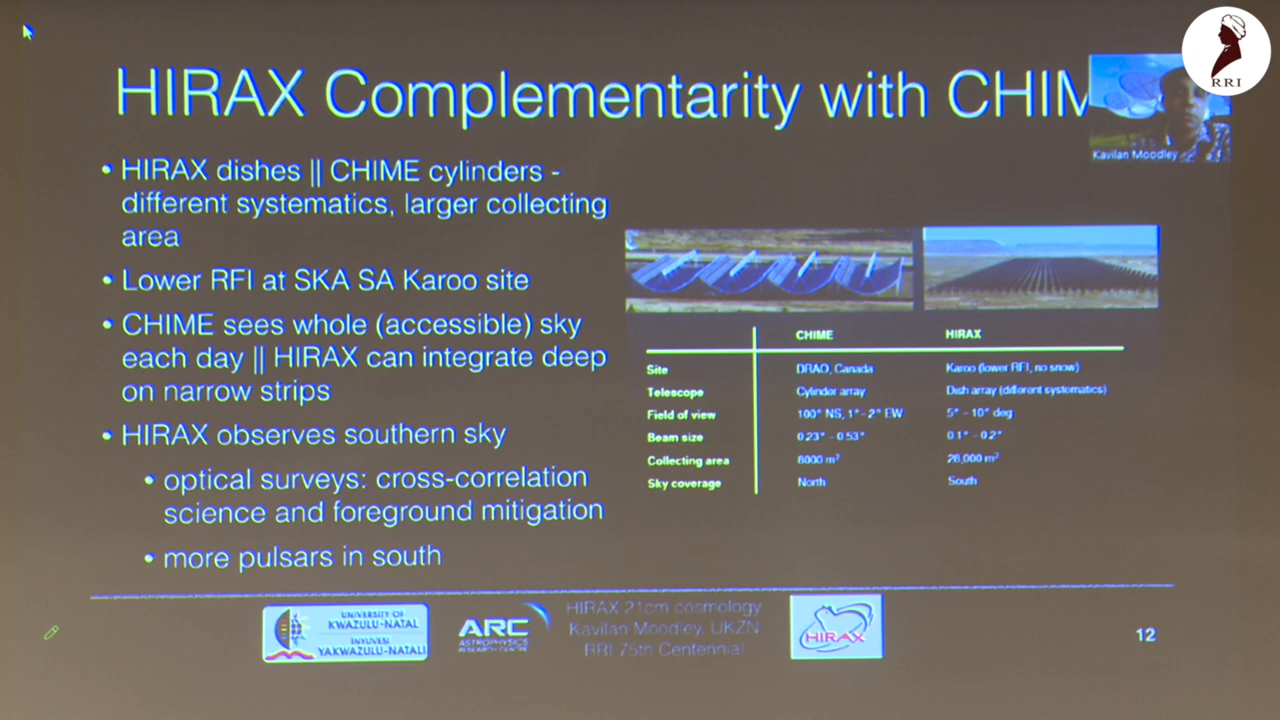 RRI
HIRAX Complementarity with CHIM
Kavilan Moodley
• HIRAX dishes || CHIME cylinders -
different systematics, larger collecting
area
• Lower RFI at SKA SA Karoo site
• CHIME sees whole (accessible) sky
each day || HIRAX can integrate deep
on narrow strips
• HIRAX observes southern sky
• optical surveys: cross-correlation
science and foreground mitigation
• more pulsars in south
CHIME HIRAX
Site DRAO, Canada Karoo (lower RFI, no snow)
Telescope Cylinder array Dish array (different systematics)
Field of view 100° NS, 1°-2° EW 5° - 10° deg
Beam size 0.23° - 0.53° 0.1° - 0.2°
Collecting area 8000 m² 28,000 m²
Sky coverage North South
UNIVERSITY OF
KWAZULU-NATAL
INYUVESI
YAKWAZULU-NATALI
ARC
ASTROPHYSICS
RESEARCH CENTRE
HIRAX 21cm cosmology
Kavilan Moodley, UKZN
RRI 75th Centennial
HIRAX
12